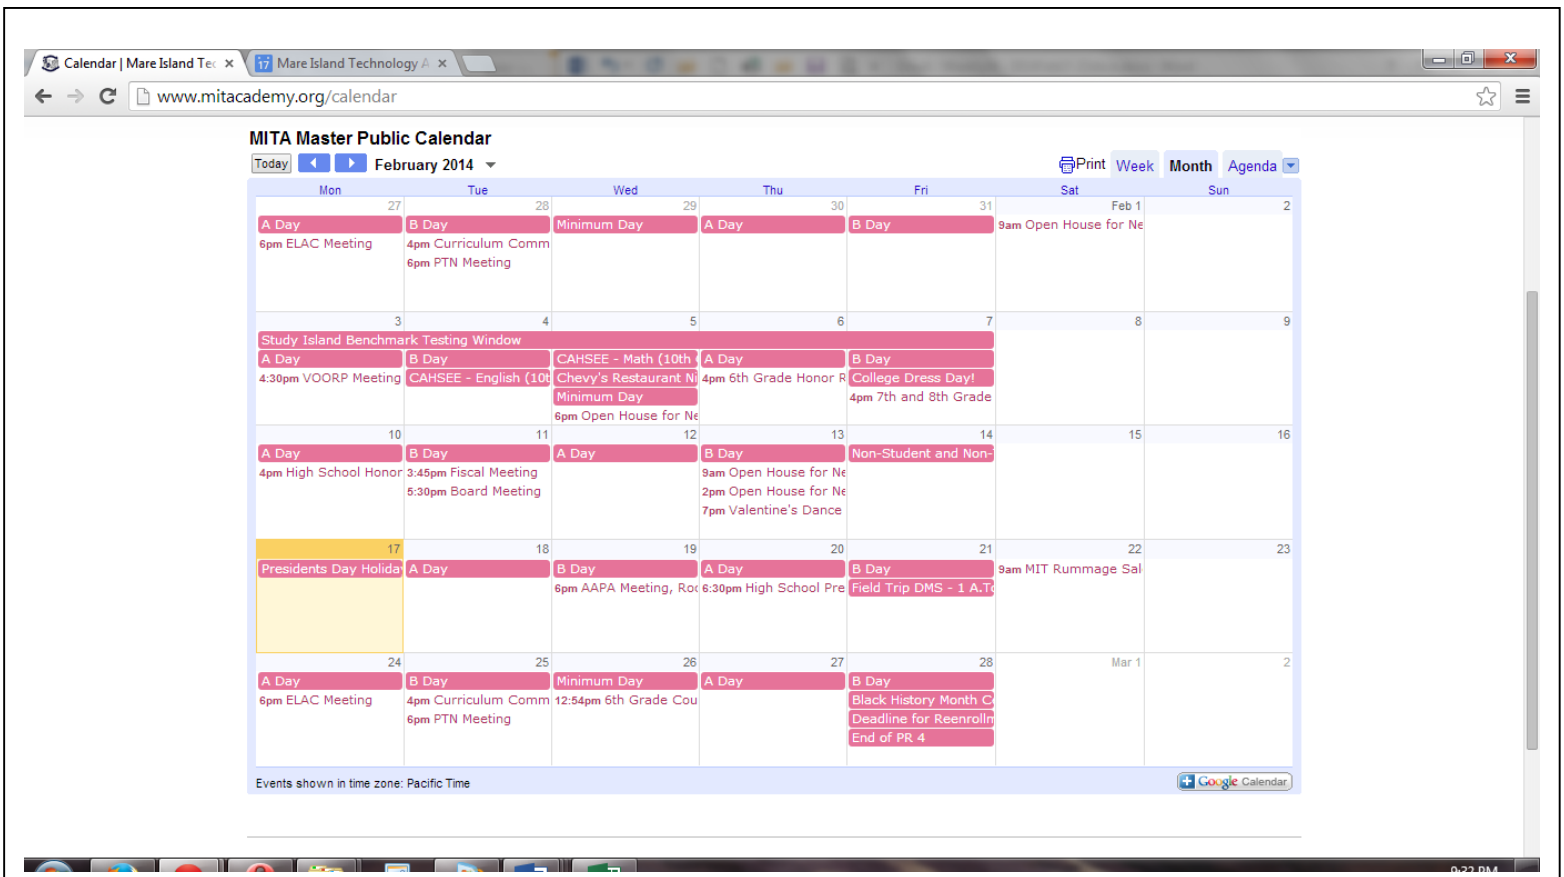 Calendar | Mare Island Tec
Mare Island Technology A
www.mitacademy.org/calendar
MITA Master Public Calendar
Today February 2014 Print Week Month Agenda
Mon Tue Wed Thu Fri Sat Sun
27 28 29 30 31 Feb 1 2
A Day B Day Minimum Day A Day B Day 9am Open House for Ne
6pm ELAC Meeting 4pm Curriculum Comm
6pm PTN Meeting
3 4 5 6 7 8 9
Study Island Benchmark Testing Window
A Day B Day CAHSEE - Math (10th A Day B Day
4:30pm VOORP Meeting CAHSEE - English (10t Chevy's Restaurant Ni 4pm 6th Grade Honor R College Dress Day!
Minimum Day 4pm 7th and 8th Grade
6pm Open House for Ne
10 11 12 13 14 15 16
A Day B Day A Day B Day Non-Student and Non-
4pm High School Honor 3:45pm Fiscal Meeting 9am Open House for Ne
5:30pm Board Meeting 2pm Open House for Ne
7pm Valentine's Dance
17 18 19 20 21 22 23
Presidents Day Holiday A Day B Day A Day B Day 9am MIT Rummage Sal
6pm AAPA Meeting, Roo 6:30pm High School Pre Field Trip DMS - 1 A.To
24 25 26 27 28 Mar 1 2
A Day B Day Minimum Day A Day B Day
6pm ELAC Meeting 4pm Curriculum Comm 12:54pm 6th Grade Cou Black History Month C
6pm PTN Meeting Deadline for Reenrollm
End of PR 4
Events shown in time zone: Pacific Time Google Calendar
9:32 PM